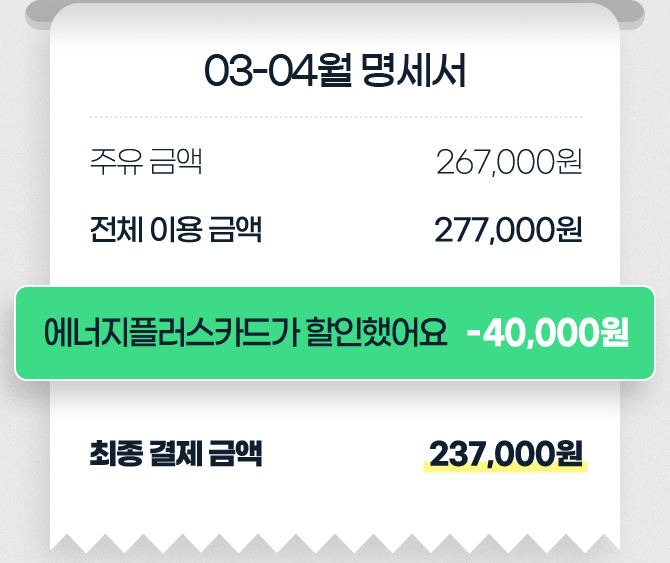 03-04월 명세서
주유 금액 267,000원
전체 이용 금액 277,000원
에너지플러스카드가 할인했어요 -40,000원
최종 결제 금액 237,000원